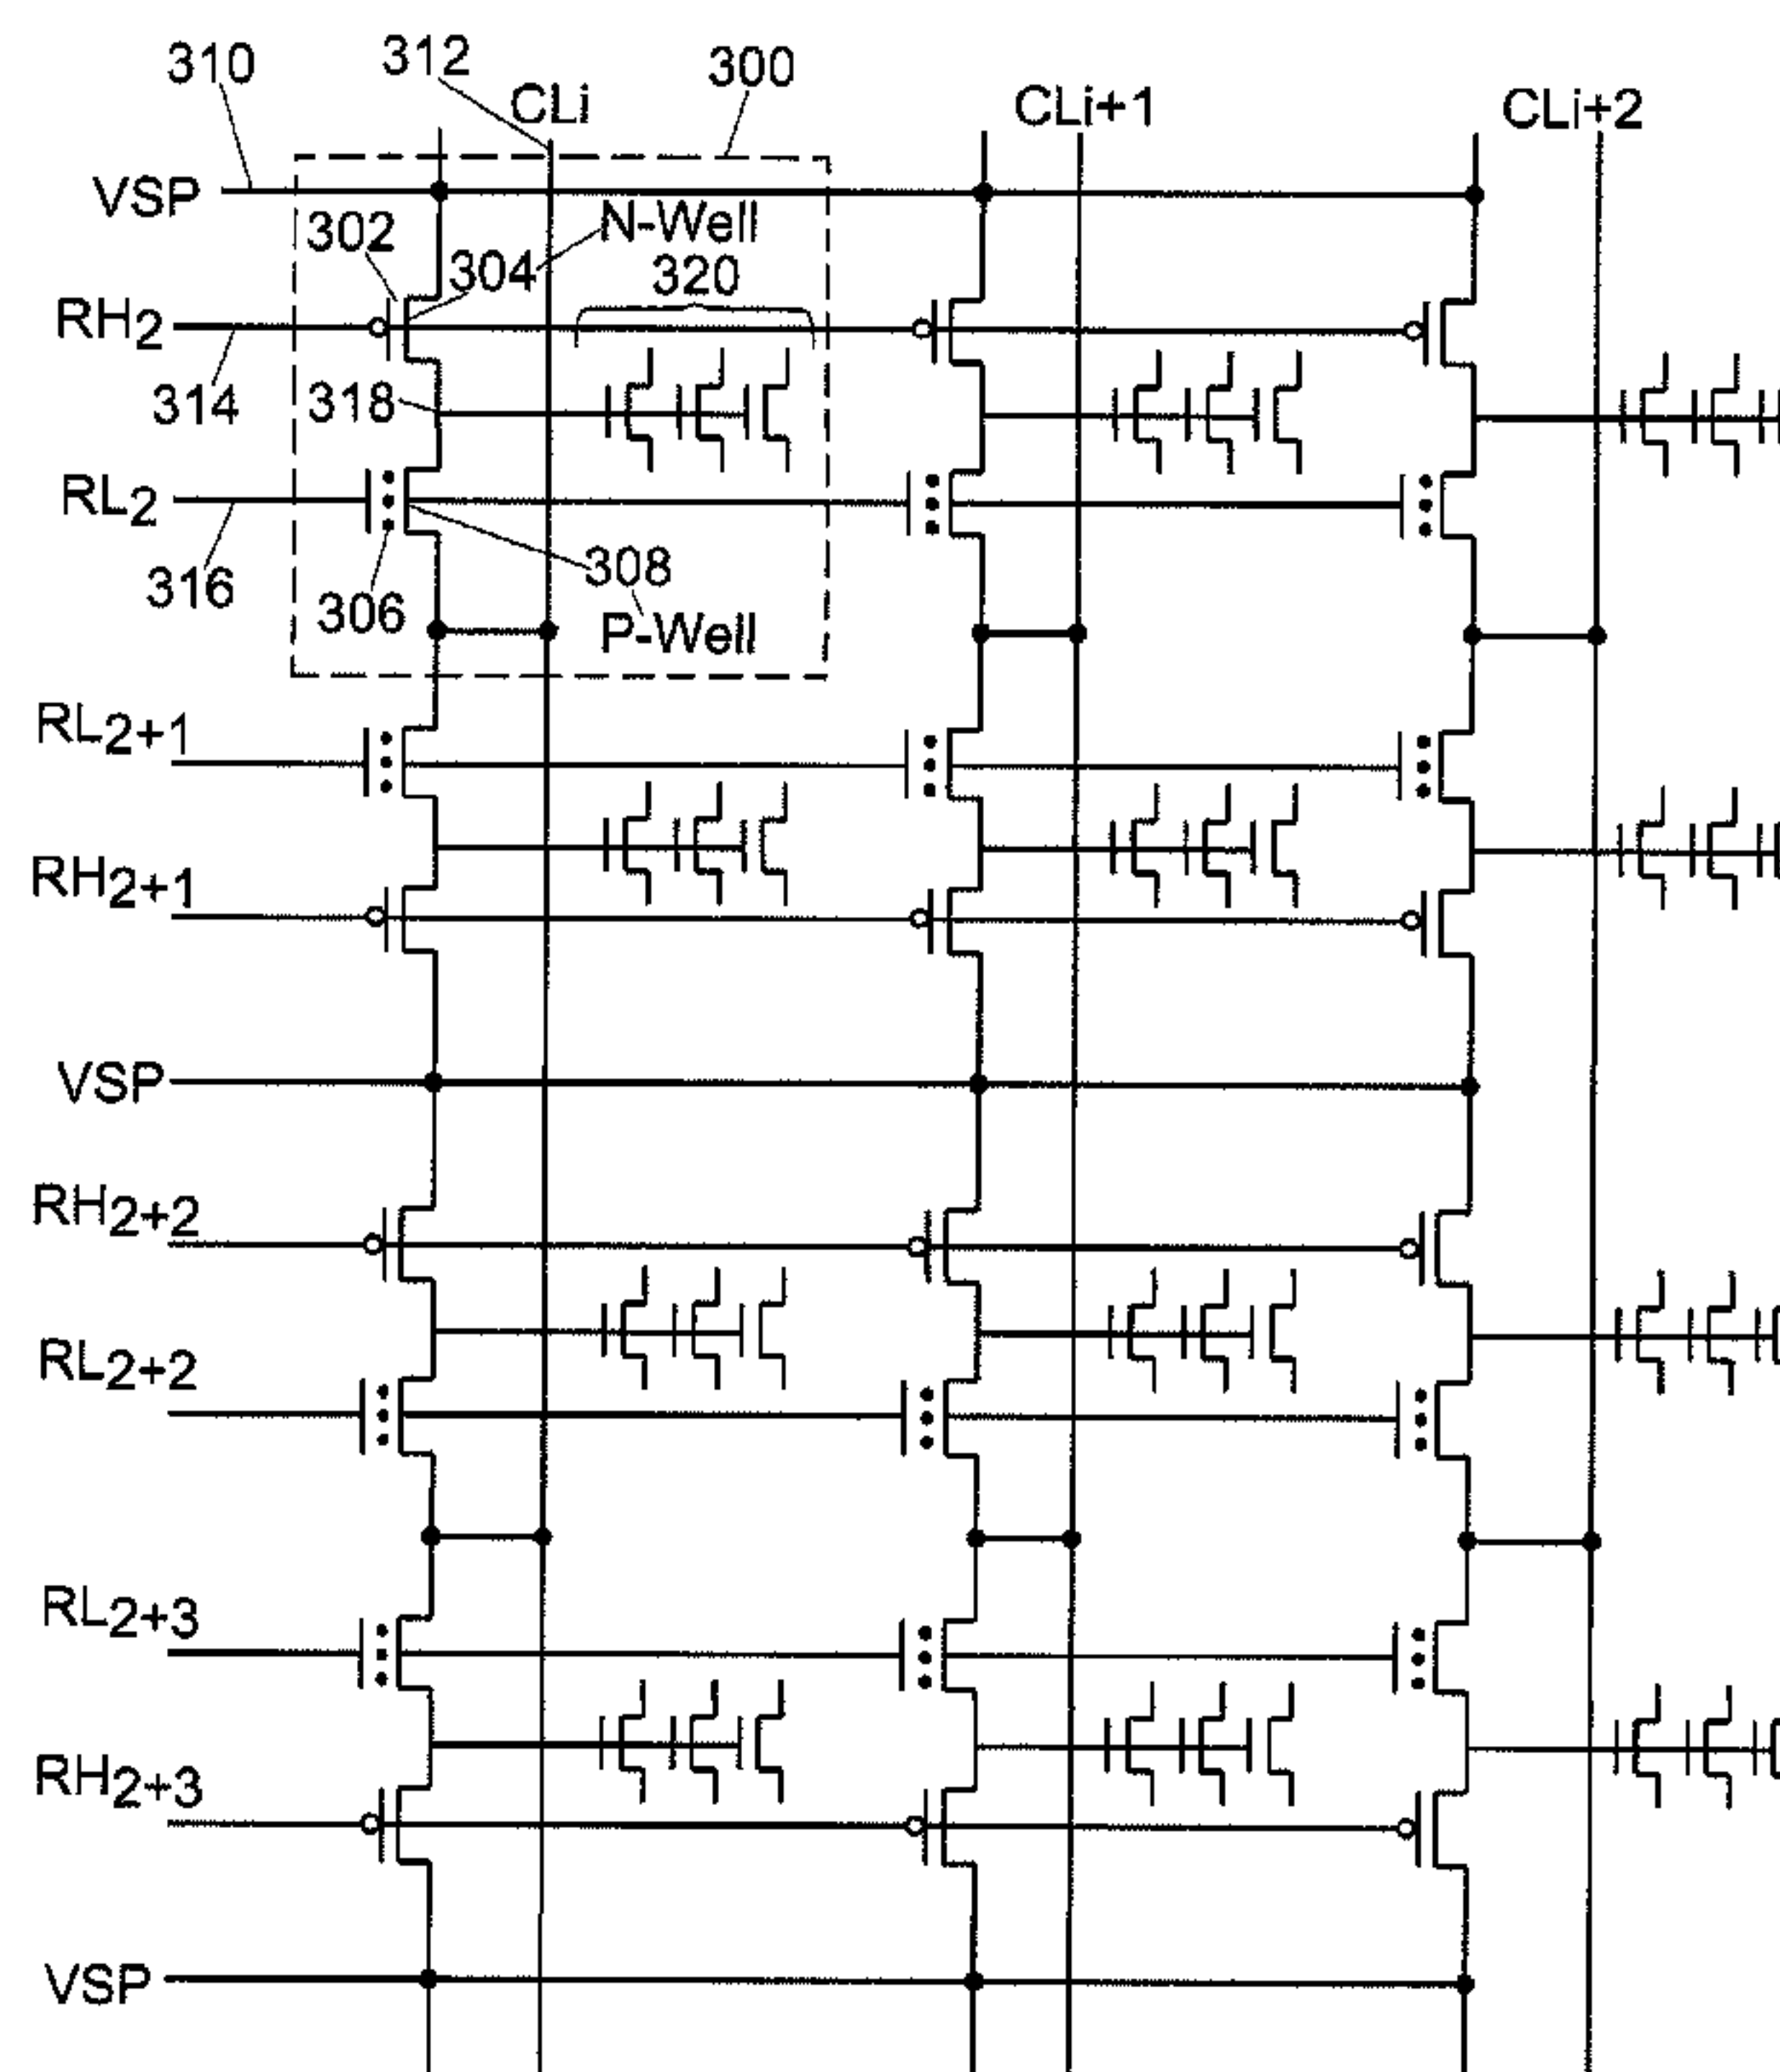 310 312 300
CLi CLi+1 CLi+2
VSP
302 N-Well
304 320
RH2
314 318
RL2
316 306 308
P-Well
RL2+1
RH2+1
VSP
RH2+2
RL2+2
RL2+3
RH2+3
VSP